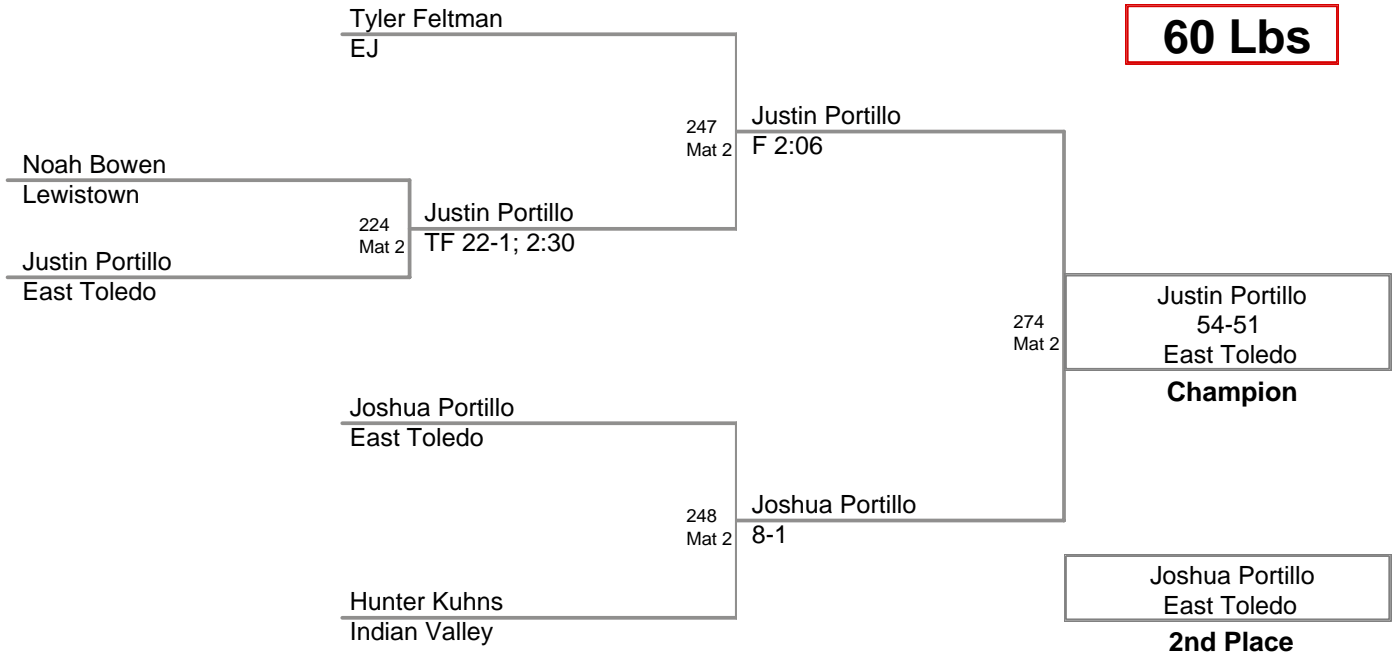 Tyler Feltman
EJ
60 Lbs
247
Mat 2
Justin Portillo
F 2:06
Noah Bowen
Lewistown
224
Mat 2
Justin Portillo
TF 22-1; 2:30
Justin Portillo
East Toledo
274
Mat 2
Justin Portillo
54-51
East Toledo
Champion
Joshua Portillo
East Toledo
248
Mat 2
Joshua Portillo
8-1
Hunter Kuhns
Indian Valley
Joshua Portillo
East Toledo
2nd Place